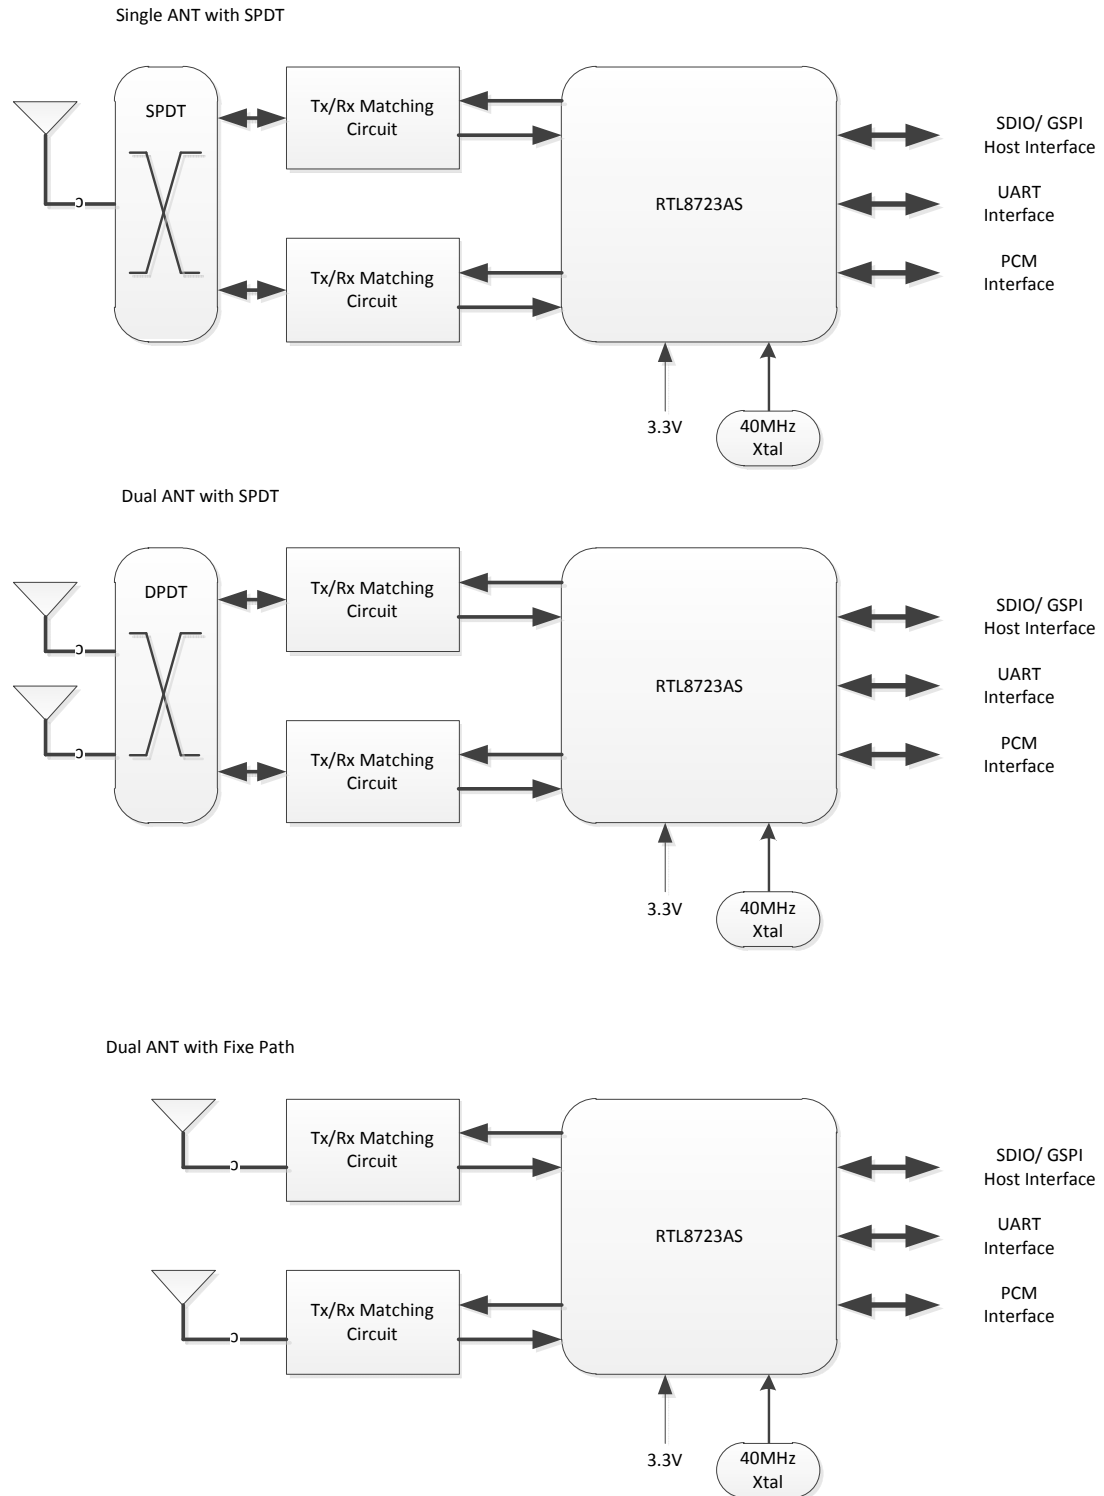 Single ANT with SPDT
SPDT
Tx/Rx Matching
Circuit
Tx/Rx Matching
Circuit
RTL8723AS
SDIO/ GSPI
Host Interface
UART
Interface
PCM
Interface
3.3V
40MHz
Xtal
Dual ANT with SPDT
DPDT
Tx/Rx Matching
Circuit
Tx/Rx Matching
Circuit
RTL8723AS
SDIO/ GSPI
Host Interface
UART
Interface
PCM
Interface
3.3V
40MHz
Xtal
Dual ANT with Fixe Path
Tx/Rx Matching
Circuit
Tx/Rx Matching
Circuit
RTL8723AS
SDIO/ GSPI
Host Interface
UART
Interface
PCM
Interface
3.3V
40MHz
Xtal